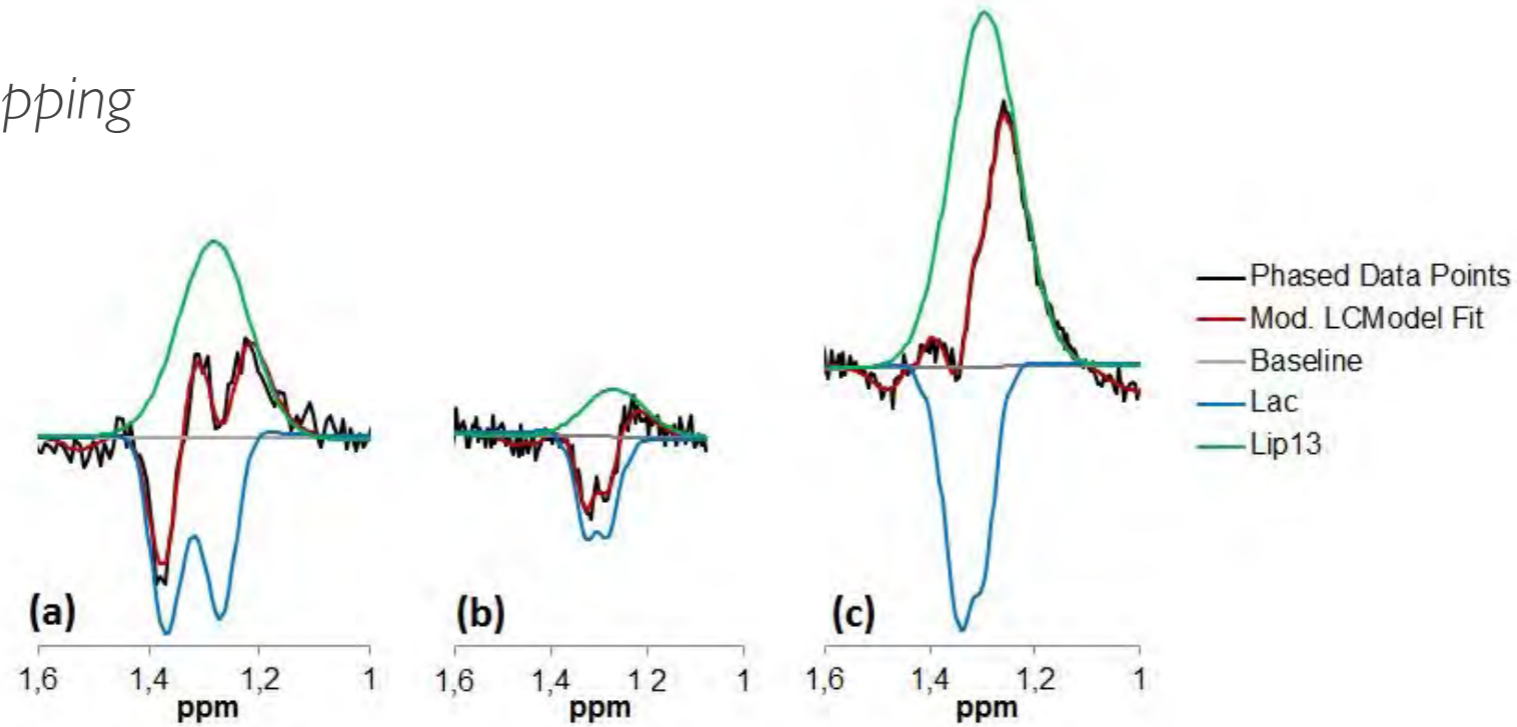 pping
Phased Data Points
Mod. LCModel Fit
Baseline
Lac
Lip13
(a)
(b)
(c)
1,6 1,4 1,2 1
ppm
1,6 1,4 1 2 1
ppm
1,6 1,4 1,2 1
ppm